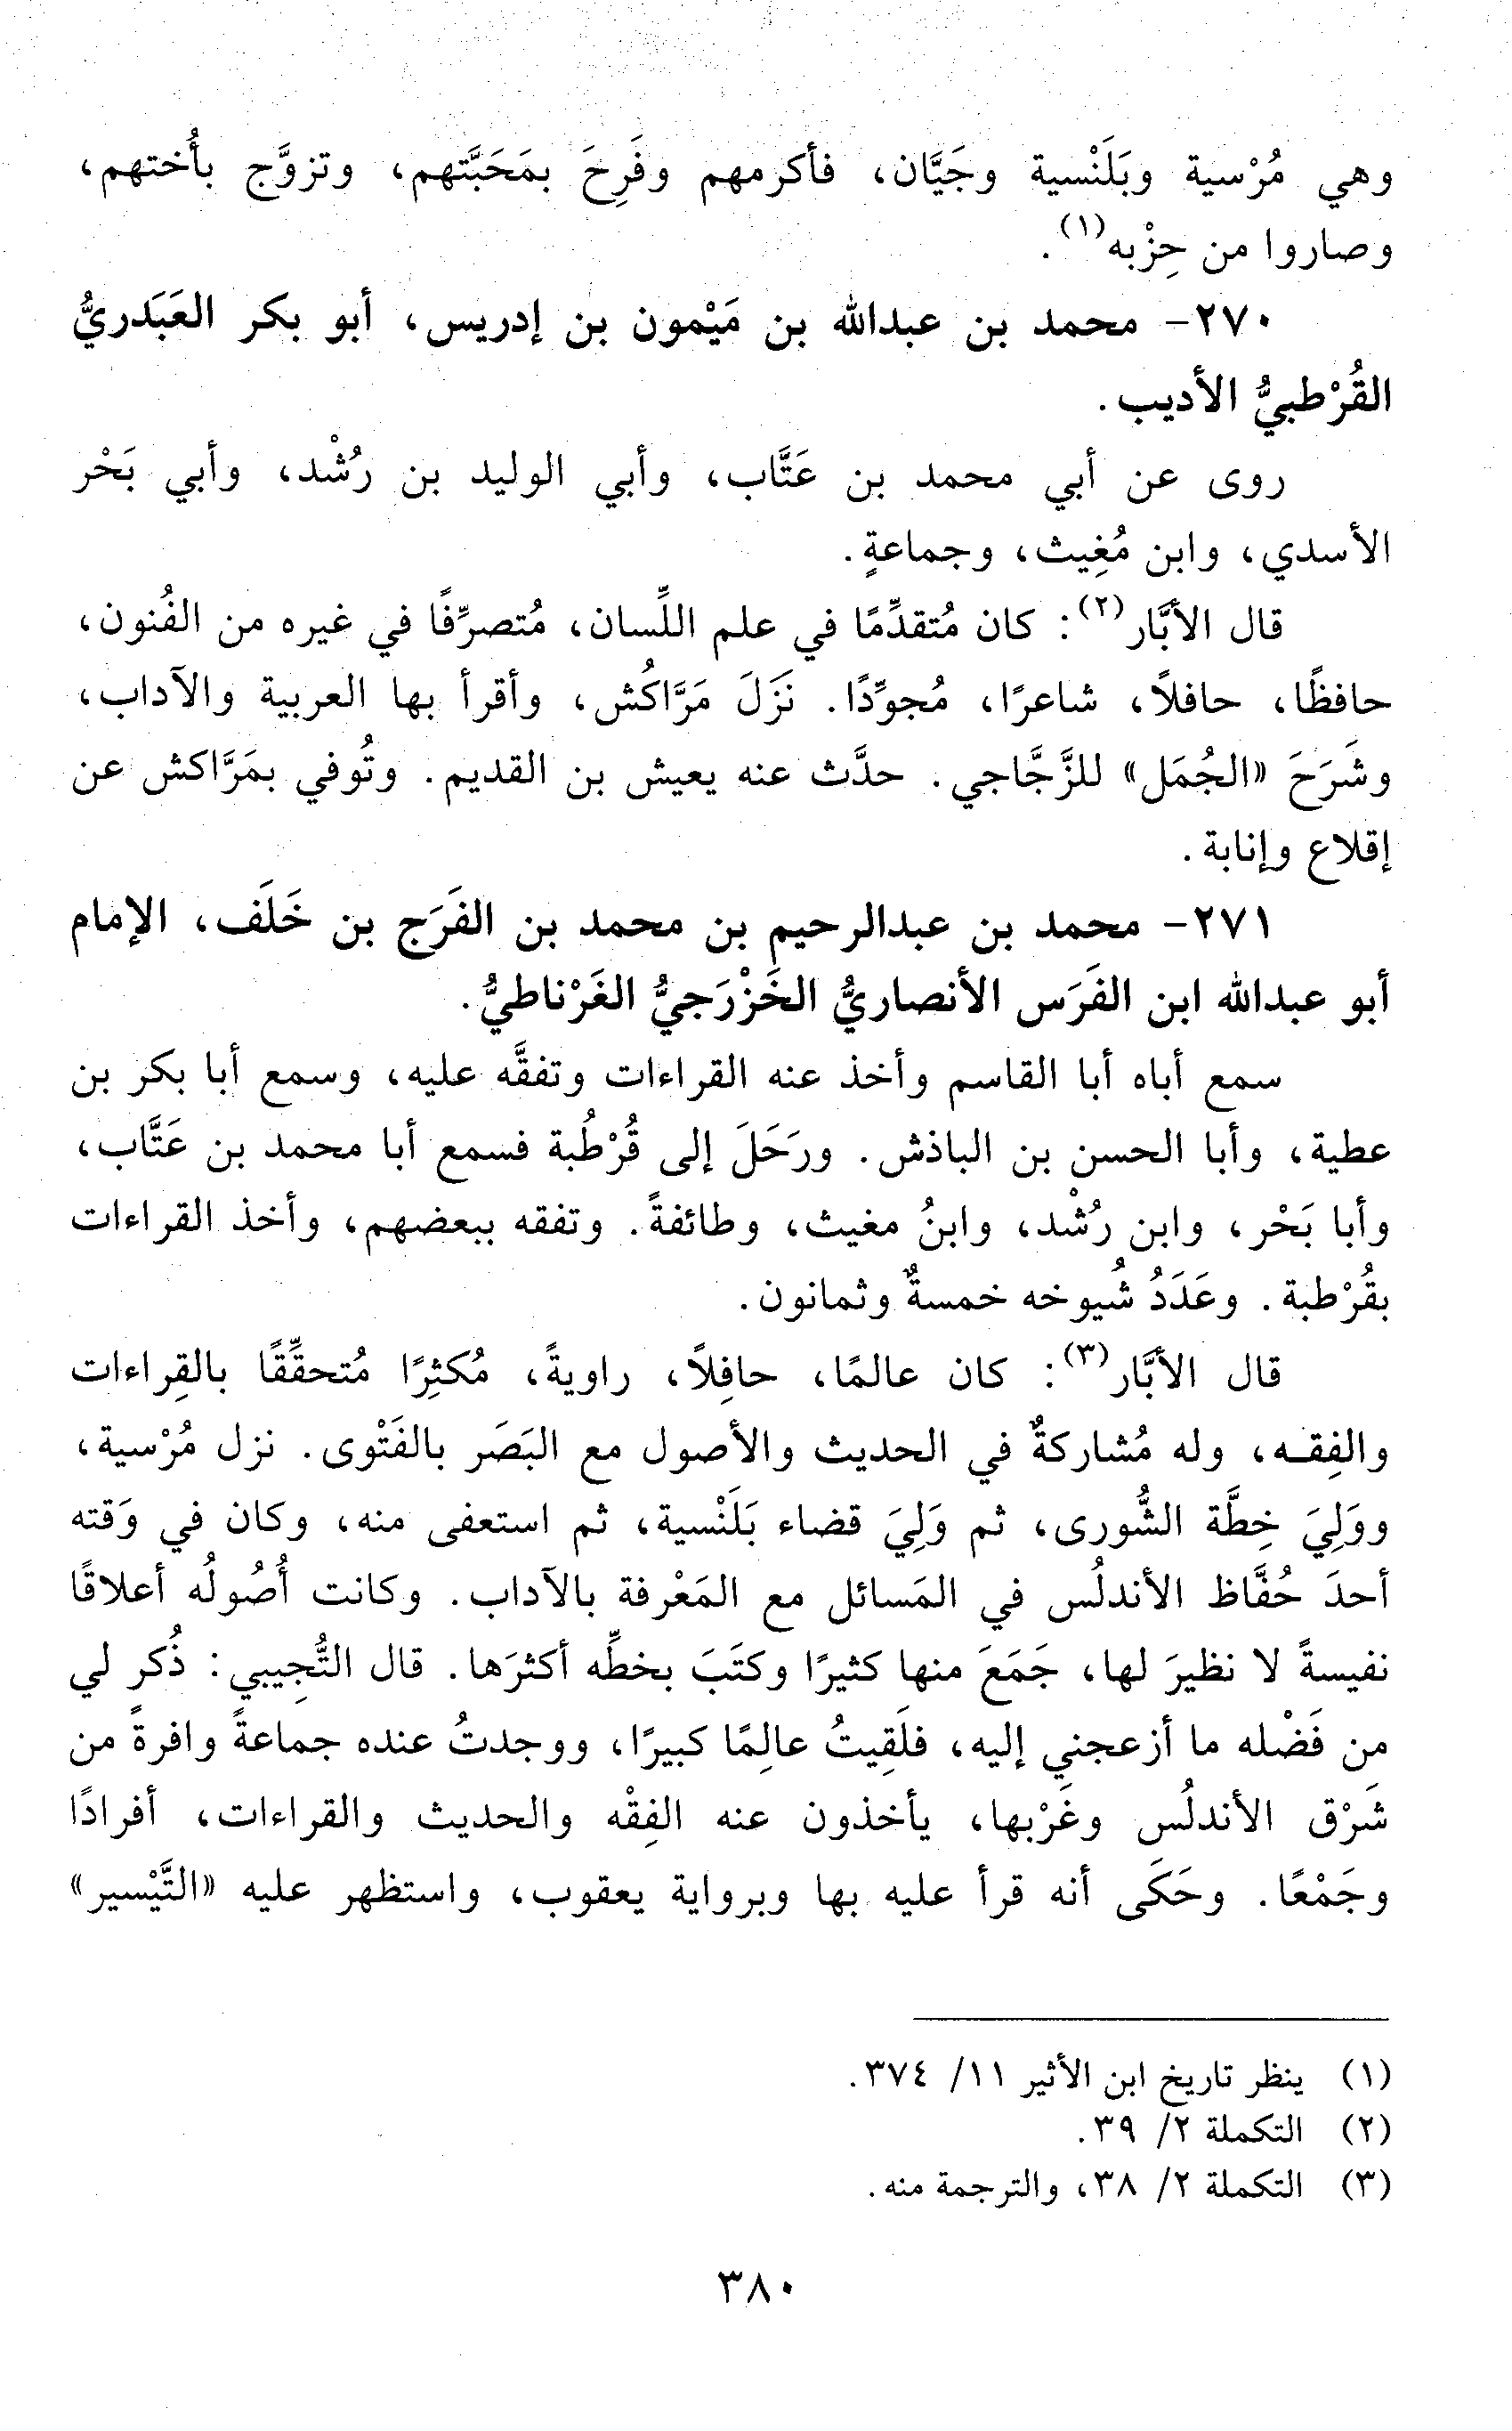 وهي مُرْسية وبَلَنْسية وجَيَّان، فأكرمهم وفَرِحَ بمَحَبَّتهم، وتزوَّج بأُختهم،
وصاروا من حِزْبه(١).
٢٧٠- محمد بن عبدالله بن مَيْمون بن إدريس، أبو بكر العَبَدريُّ
القُرْطبيُّ الأديب.
روى عن أبي محمد بن عَتَّاب، وأبي الوليد بن رُشْد، وأبي بَحْر
الأسدي، وابن مُغِيث، وجماعةٍ.
قال الأبَّار(٢): كان مُتقدِّمًا في علم اللِّسان، مُتصرِّفًا في غيره من الفُنون،
حافظًا، حافلاً، شاعرًا، مُجوِّدًا. نَزَلَ مَرَّاكُش، وأقرأ بها العربية والآداب،
وشَرَحَ «الجُمَل» للزَّجَّاجي. حدَّث عنه يعيش بن القديم. وتُوفي بمَرَّاكش عن
إقلاع وإنابة.
٢٧١- محمد بن عبدالرحيم بن محمد بن الفَرَج بن خَلَف، الإمام
أبو عبدالله ابن الفَرَس الأنصاريُّ الخَزْرَجيُّ الغَرْناطيُّ.
سمع أباه أبا القاسم وأخذ عنه القراءات وتفقَّه عليه، وسمع أبا بكر بن
عطية، وأبا الحسن بن الباذش. ورَحَلَ إلى قُرْطُبة فسمع أبا محمد بن عَتَّاب،
وأبا بَحْر، وابن رُشْد، وابنُ مغيث، وطائفةً. وتفقه ببعضهم، وأخذ القراءات
بقُرْطبة. وعَدَدُ شُيوخه خمسةٌ وثمانون.
قال الأبَّار(٣): كان عالمًا، حافِلاً، راويةً، مُكثِرًا مُتحقِّقًا بالقِراءات
والفِقه، وله مُشاركةٌ في الحديث والأصول مع البَصَر بالفَتْوى. نزل مُرْسية،
ووَلِيَ خِطَّة الشُّورى، ثم وَلِيَ قضاء بَلَنْسية، ثم استعفى منه، وكان في وَقته
أحدَ حُفَّاظ الأندلُس في المَسائل مع المَعْرفة بالآداب. وكانت أُصُولُه أعلاقًا
نفيسةً لا نظيرَ لها، جَمَعَ منها كثيرًا وكتَبَ بخطِّه أكثرَها. قال التُّجِيبي: ذُكر لي
من فَضْله ما أزعجني إليه، فلَقِيتُ عالِمًا كبيرًا، ووجدتُ عنده جماعةً وافرةً من
شَرْق الأندلُس وغَرْبها، يأخذون عنه الفِقْه والحديث والقراءات، أفرادًا
وجَمْعًا. وحَكَى أنه قرأ عليه بها وبرواية يعقوب، واستظهر عليه «التَّيْسير»
(١) ينظر تاريخ ابن الأثير ١١/ ٣٧٤.
(٢) التكملة ٢/ ٣٩.
(٣) التكملة ٢/ ٣٨، والترجمة منه.
٣٨٠